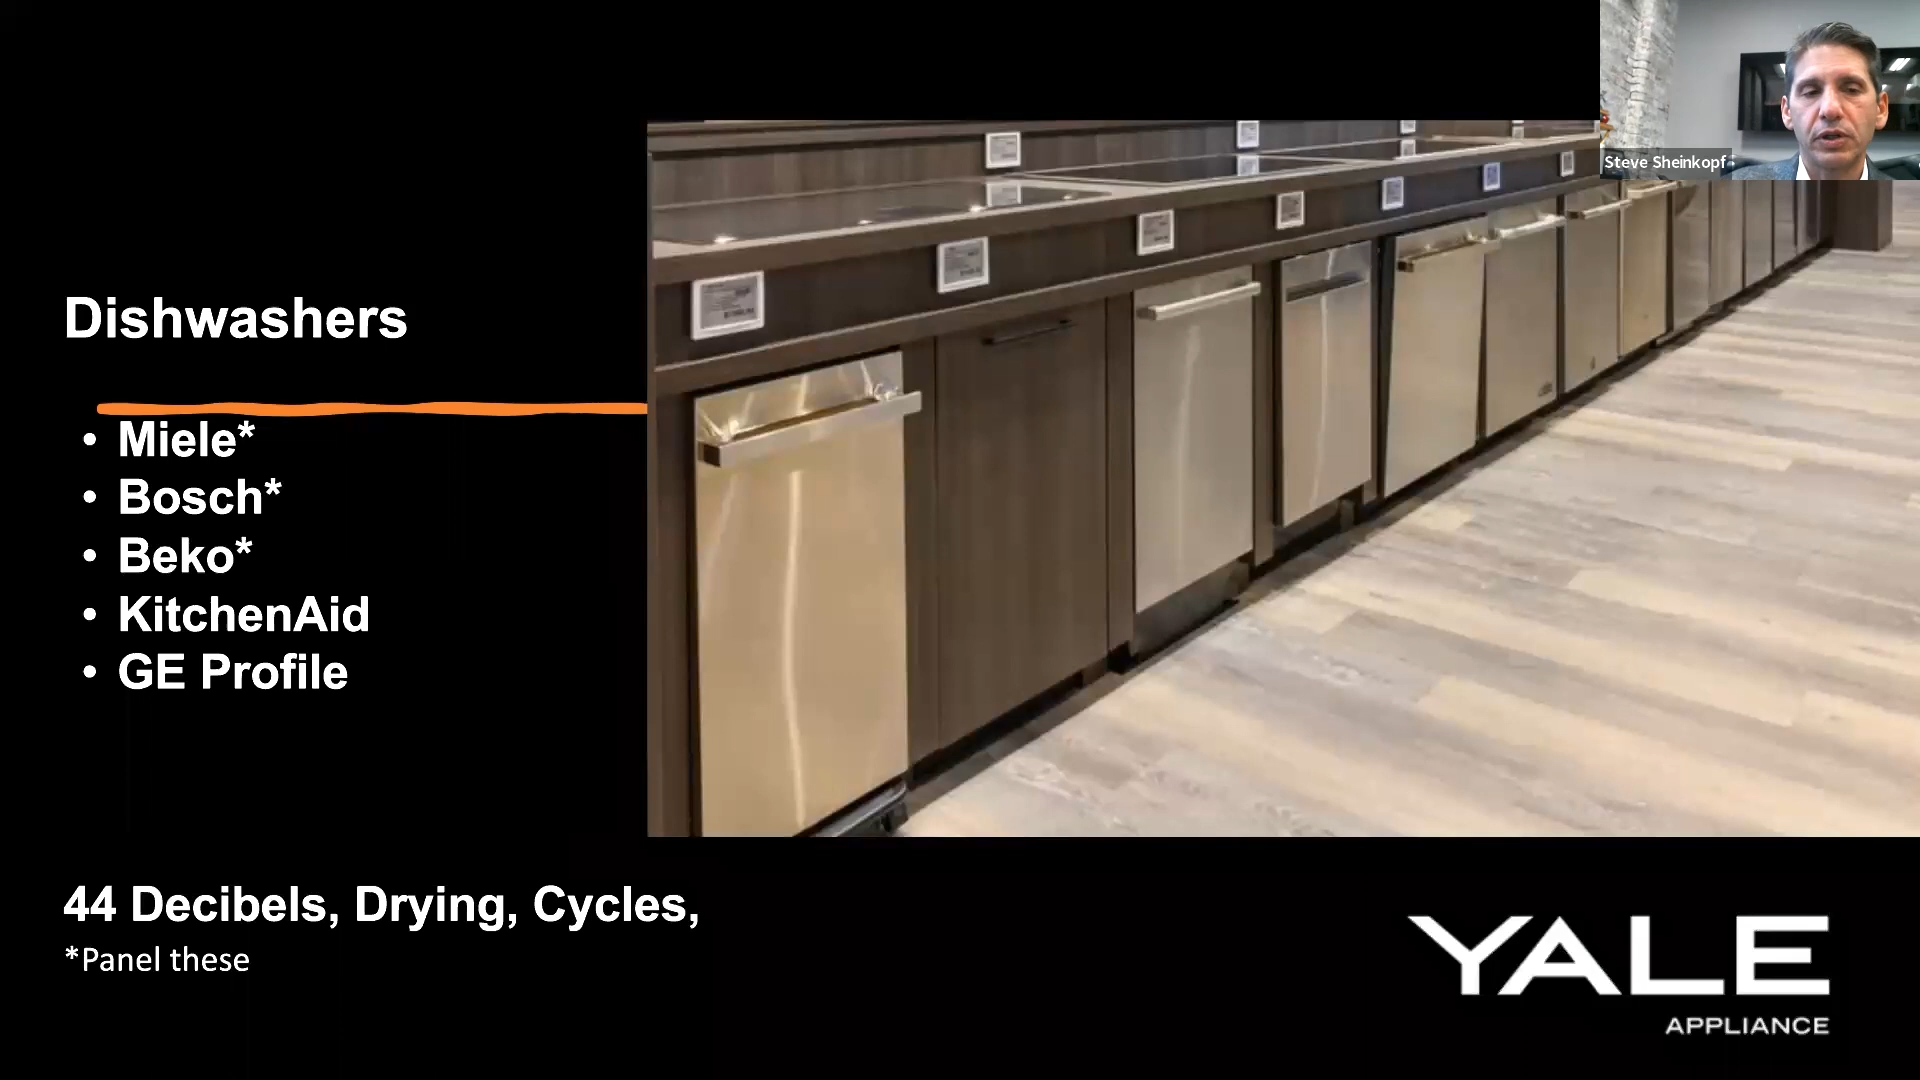 Steve Sheinkopf
Dishwashers
• Miele*
• Bosch*
• Beko*
• KitchenAid
• GE Profile
44 Decibels, Drying, Cycles,
*Panel these
YALE
APPLIANCE